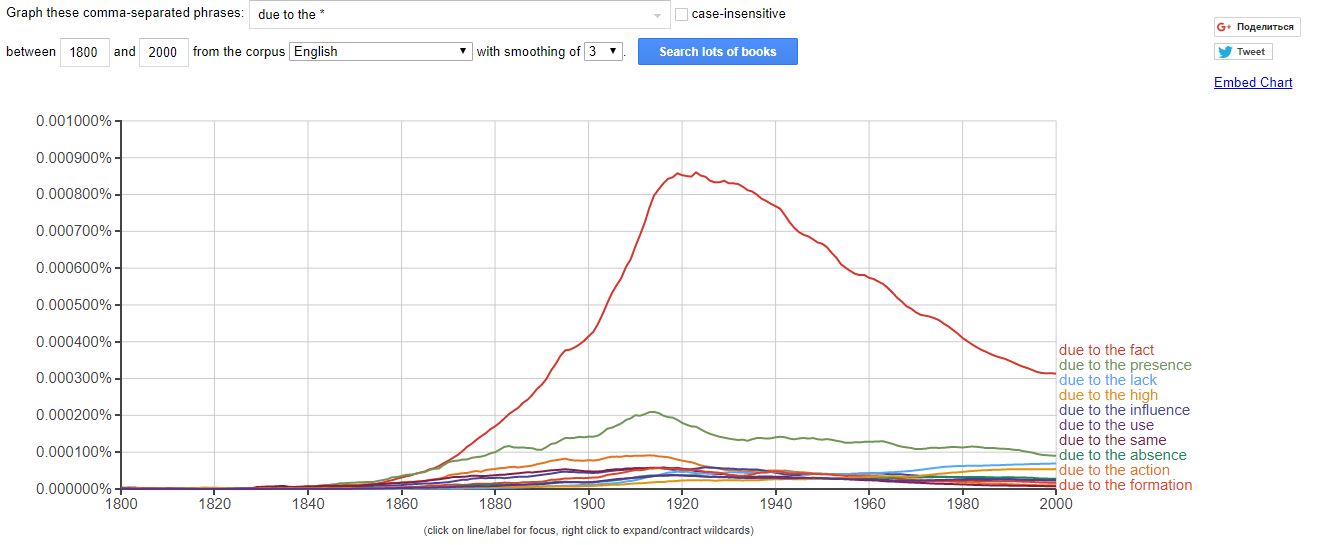 Graph these comma-separated phrases: due to the * case-insensitive
between 1800 and 2000 from the corpus English with smoothing of 3 . Search lots of books
G+ Поделиться
Tweet
Embed Chart
0.001000%
0.000900%
0.000800%
0.000700%
0.000600%
0.000500%
0.000400%
0.000300%
0.000200%
0.000100%
0.000000%
1800 1820 1840 1860 1880 1900 1920 1940 1960 1980 2000
due to the fact
due to the presence
due to the lack
due to the high
due to the influence
due to the use
due to the same
due to the absence
due to the action
due to the formation
(click on line/label for focus, right click to expand/contract wildcards)